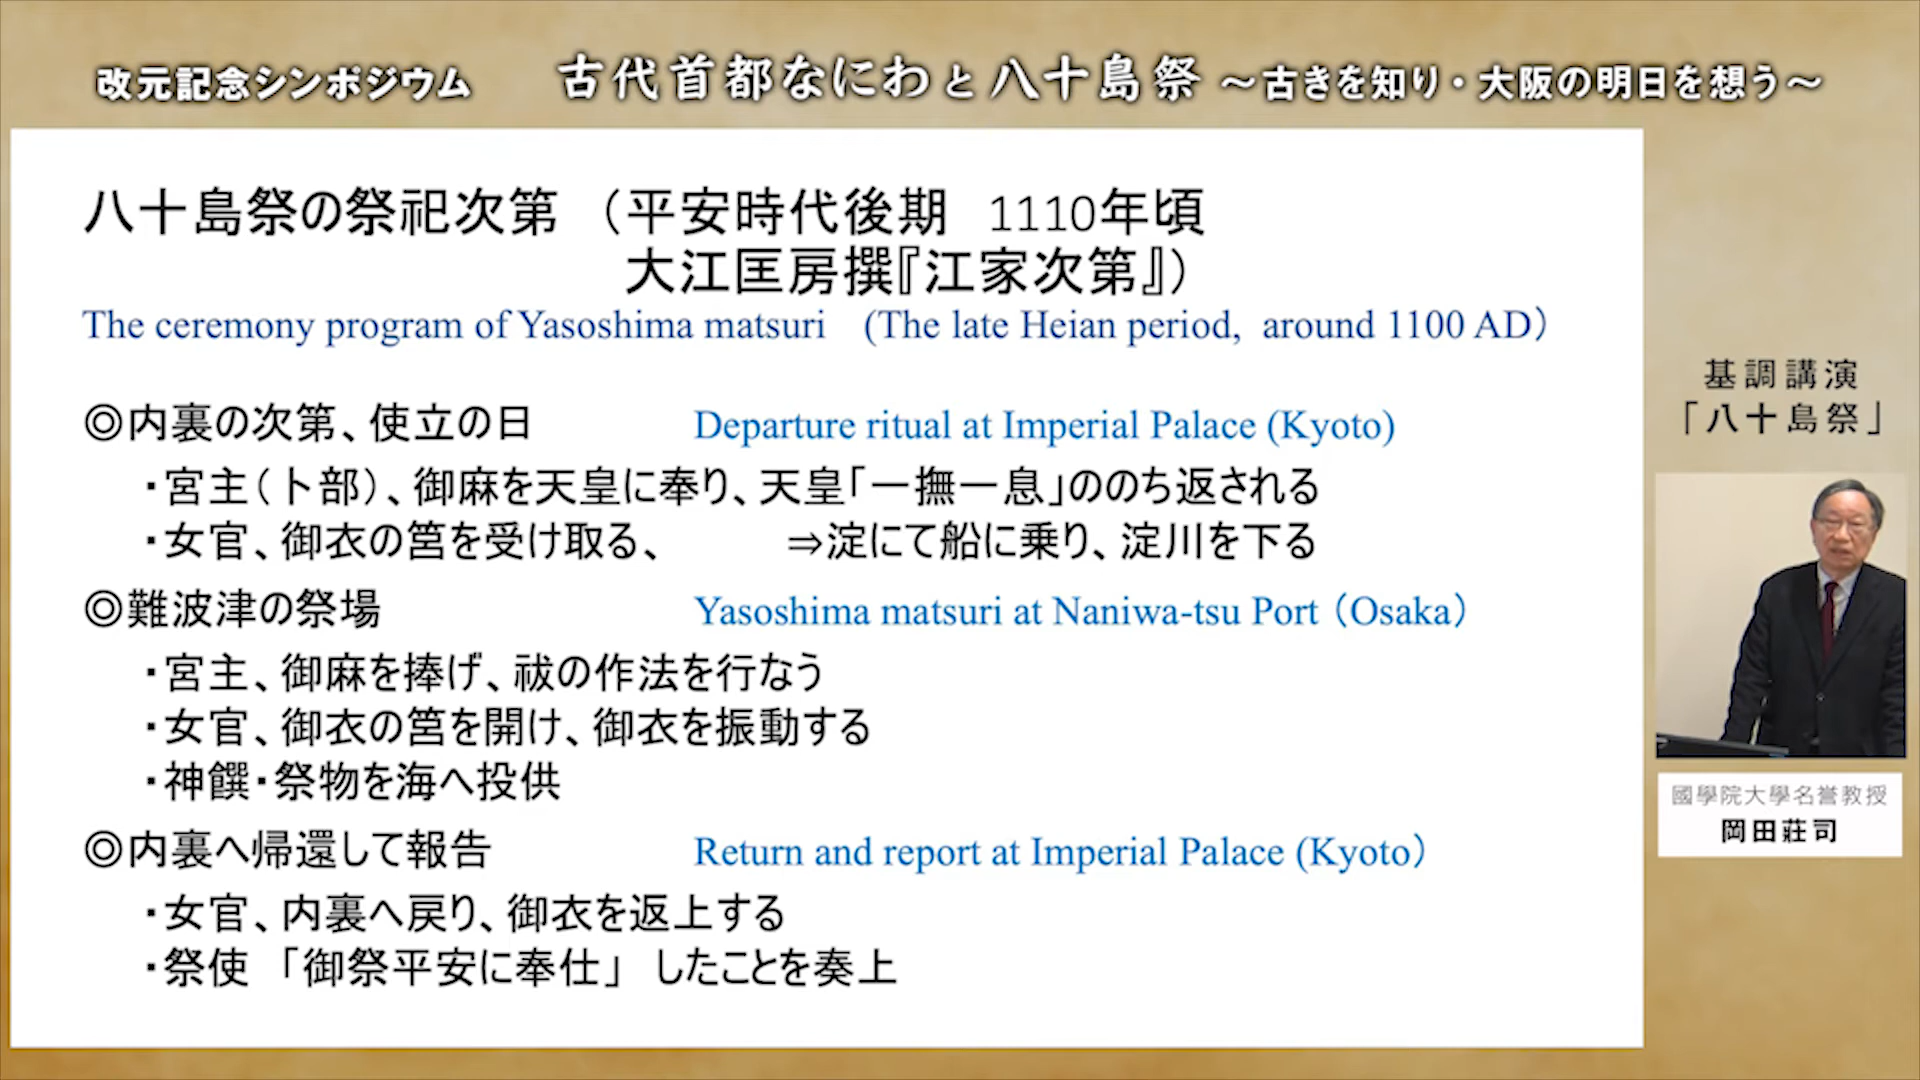 改元記念シンポジウム 古代首都なにわと八十島祭 ～古きを知り・大阪の明日を想う～
八十島祭の祭祀次第 （平安時代後期 1110年頃
大江匡房撰『江家次第』）
The ceremony program of Yasoshima matsuri (The late Heian period, around 1100 AD）
◎内裏の次第、使立の日 Departure ritual at Imperial Palace (Kyoto)
・宮主（卜部）、御麻を天皇に奉り、天皇「一撫一息」ののち返される
・女官、御衣の筥を受け取る、 ⇒淀にて船に乗り、淀川を下る
◎難波津の祭場 Yasoshima matsuri at Naniwa-tsu Port（Osaka）
・宮主、御麻を捧げ、祓の作法を行なう
・女官、御衣の筥を開け、御衣を振動する
・神饌・祭物を海へ投供
◎内裏へ帰還して報告 Return and report at Imperial Palace (Kyoto）
・女官、内裏へ戻り、御衣を返上する
・祭使 「御祭平安に奉仕」 したことを奏上
基調講演
「八十島祭」
國學院大學名誉教授
岡田莊司